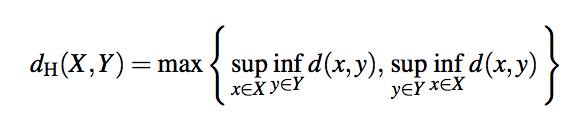 d_H(X,Y) = max { sup_{x∈X} inf_{y∈Y} d(x,y), sup_{y∈Y} inf_{x∈X} d(x,y) }